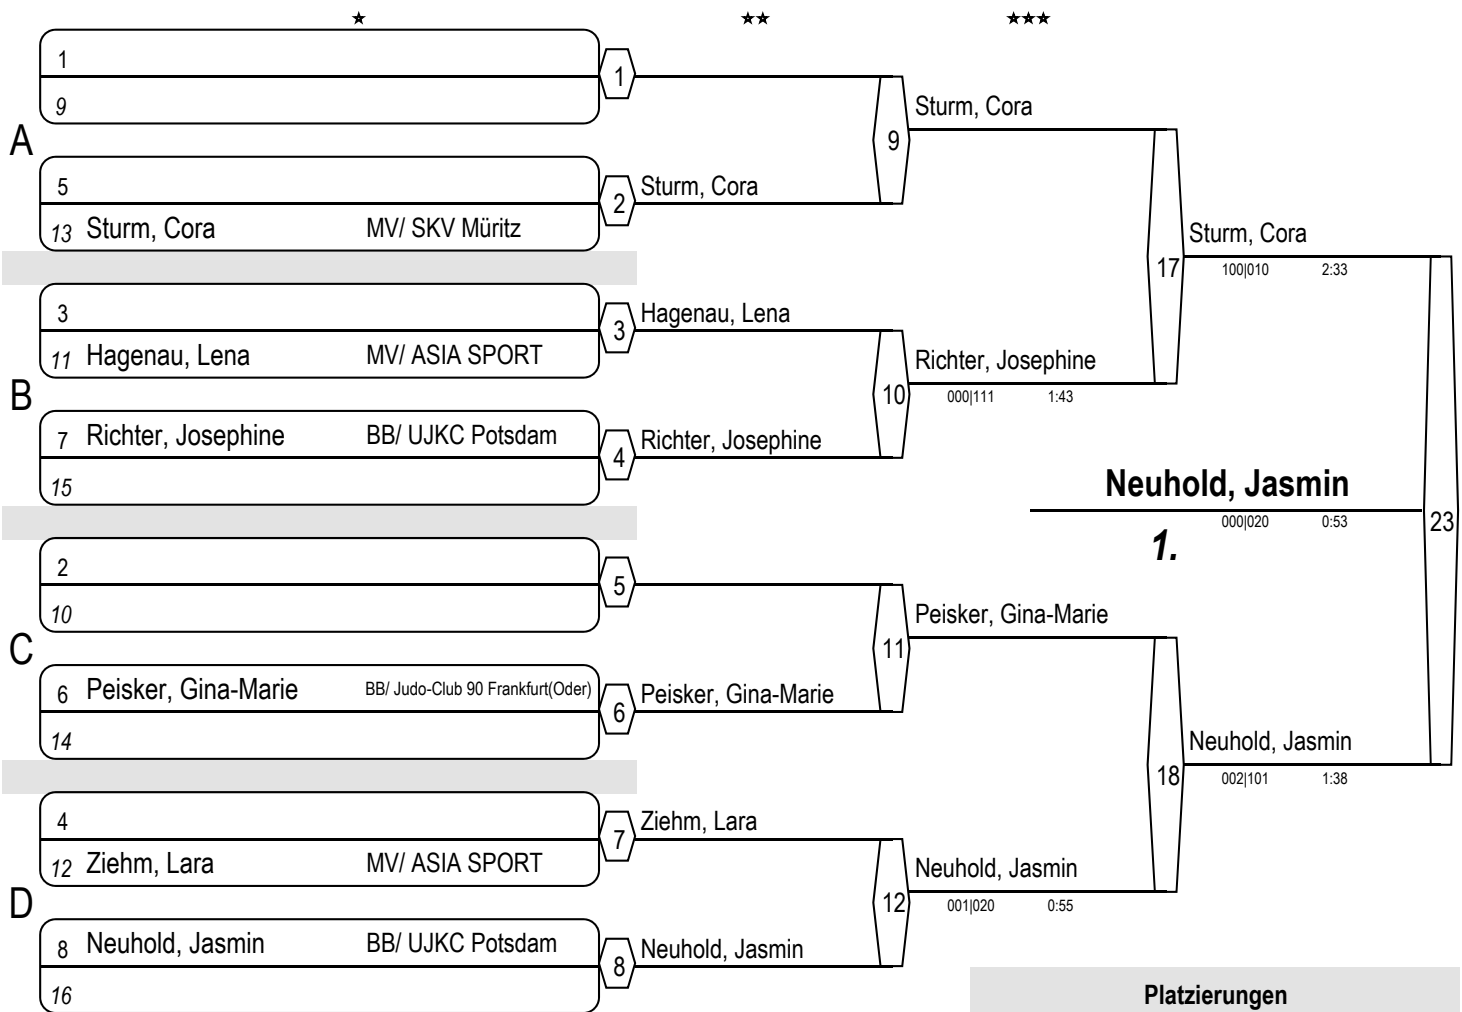 ★ ★★ ★★★
1
9
1
A
5
13 Sturm, Cora MV/ SKV Müritz
2
Sturm, Cora
9
Sturm, Cora
3
11 Hagenau, Lena MV/ ASIA SPORT
3
Hagenau, Lena
B
7 Richter, Josephine BB/ UJKC Potsdam
15
4
Richter, Josephine
10
Richter, Josephine
000|111 1:43
17
Sturm, Cora
100|010 2:33
2
10
5
C
6 Peisker, Gina-Marie BB/ Judo-Club 90 Frankfurt(Oder)
14
6
Peisker, Gina-Marie
11
Peisker, Gina-Marie
4
12 Ziehm, Lara MV/ ASIA SPORT
7
Ziehm, Lara
D
8 Neuhold, Jasmin BB/ UJKC Potsdam
16
8
Neuhold, Jasmin
12
Neuhold, Jasmin
001|020 0:55
18
Neuhold, Jasmin
002|101 1:38
23
Neuhold, Jasmin
000|020 0:53
1.
Platzierungen